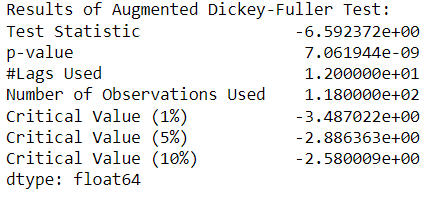 Results of Augmented Dickey-Fuller Test:
Test Statistic                -6.592372e+00
p-value                        7.061944e-09
#Lags Used                     1.200000e+01
Number of Observations Used    1.180000e+02
Critical Value (1%)           -3.487022e+00
Critical Value (5%)           -2.886363e+00
Critical Value (10%)          -2.580009e+00
dtype: float64